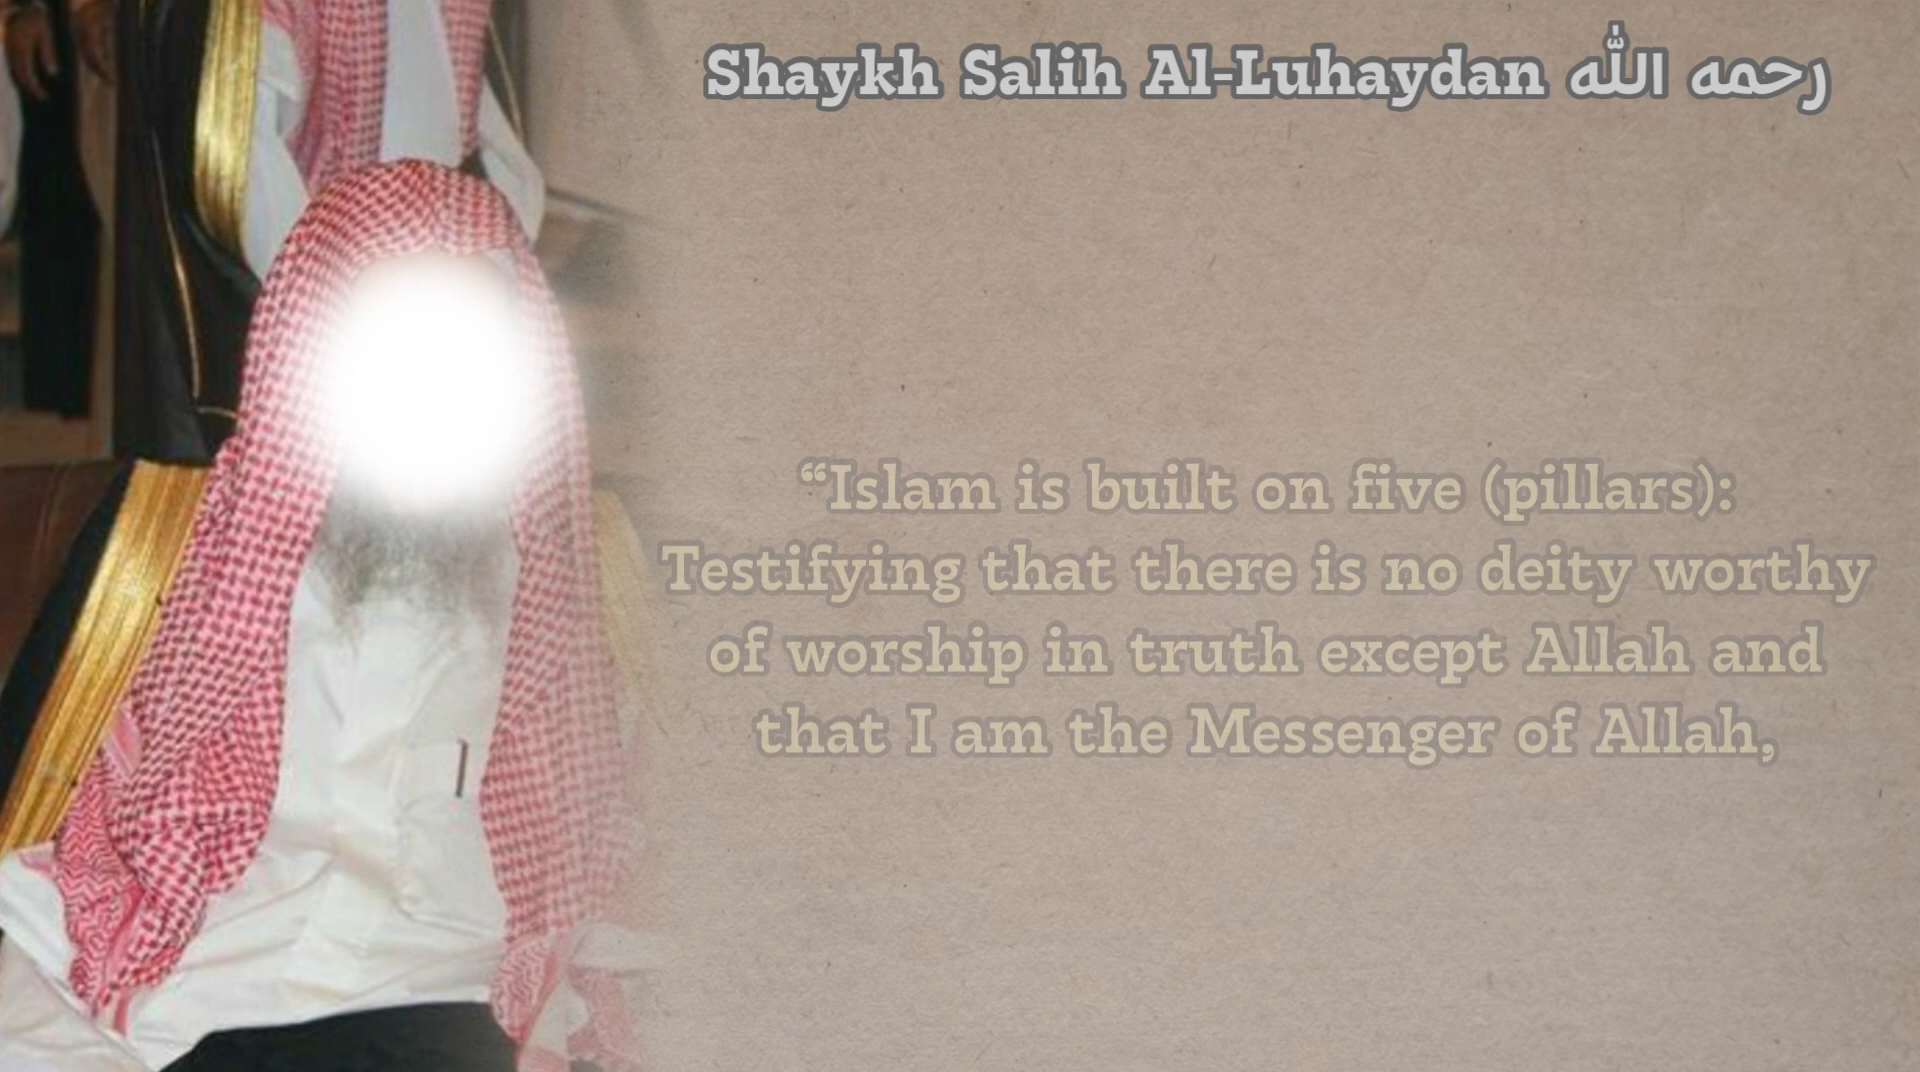 Shaykh Salih Al-Luhaydan رحمه الله
“Islam is built on five (pillars):
Testifying that there is no deity worthy
of worship in truth except Allah and
that I am the Messenger of Allah,